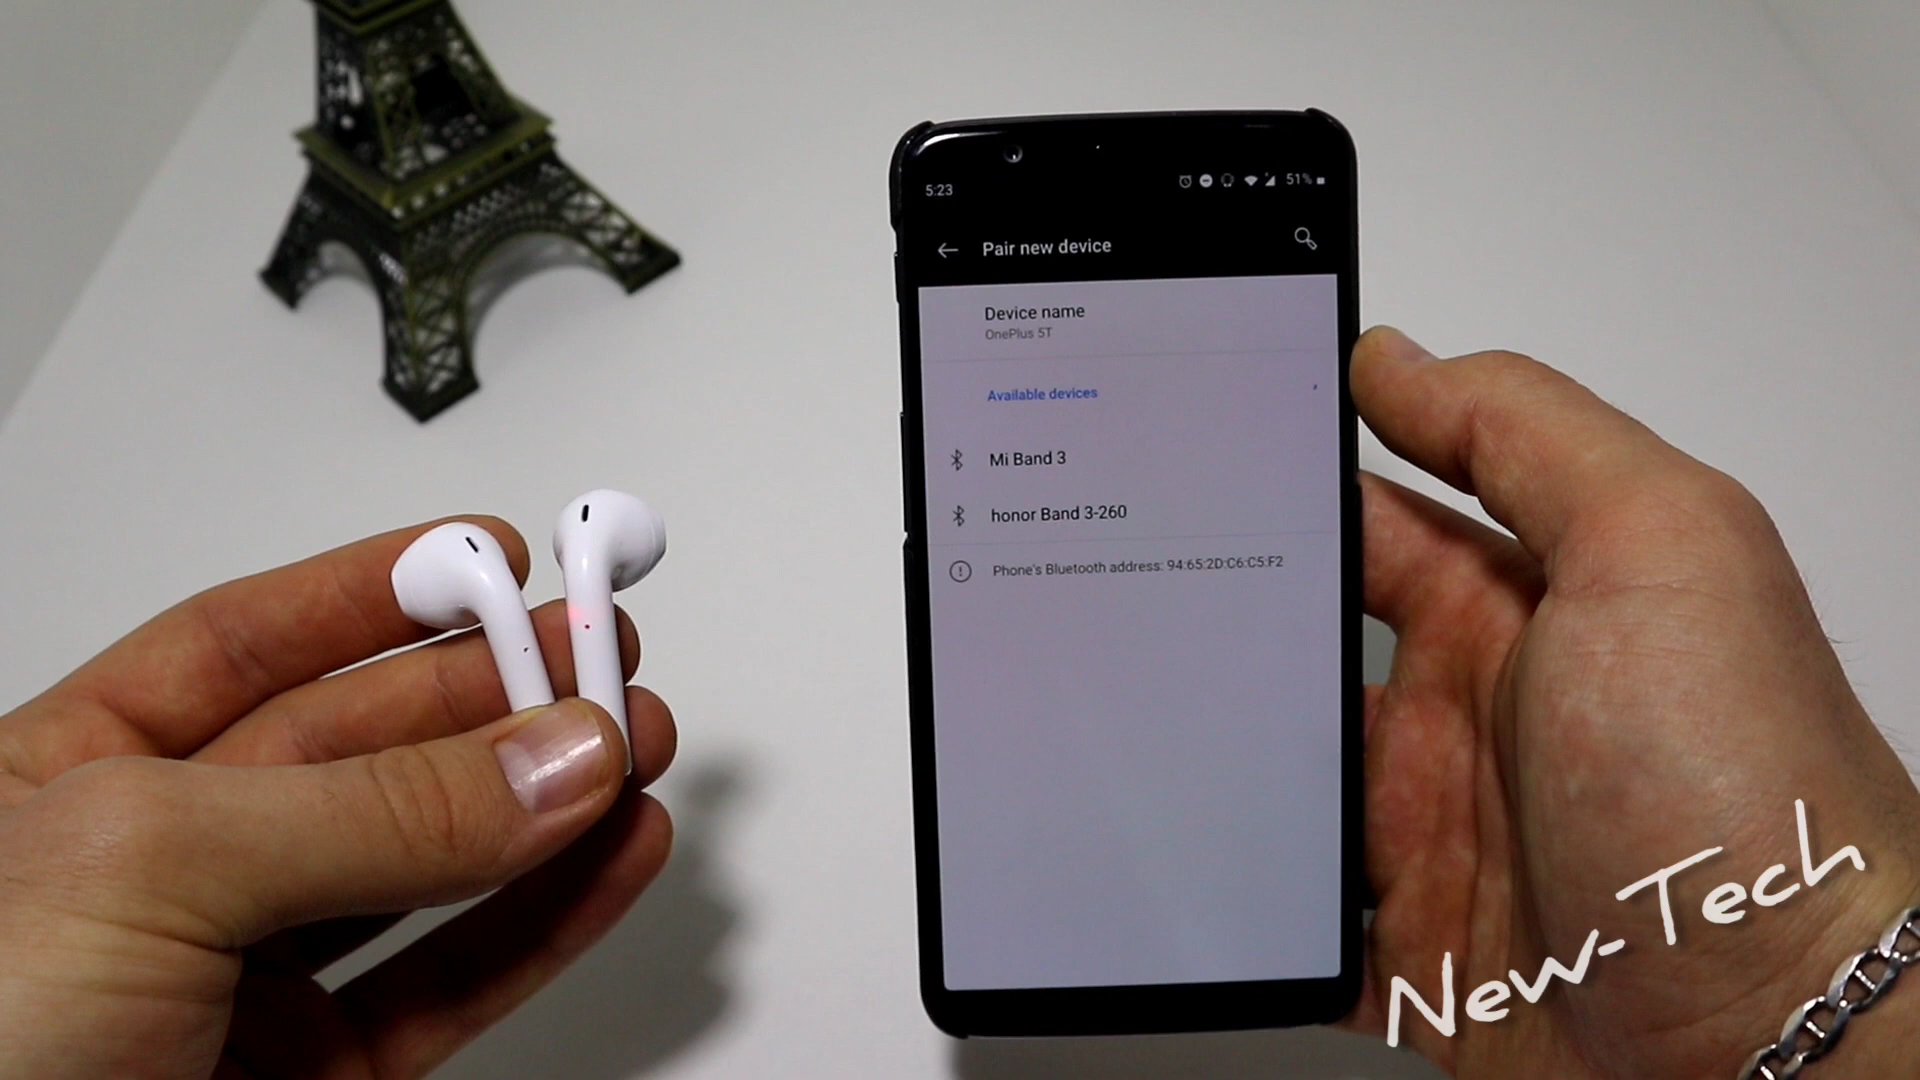 5:23
51%
Pair new device
Device name
OnePlus 5T
Available devices
Mi Band 3
honor Band 3-260
Phone's Bluetooth address: 94:65:2D:C6:C5:F2
New-Tech